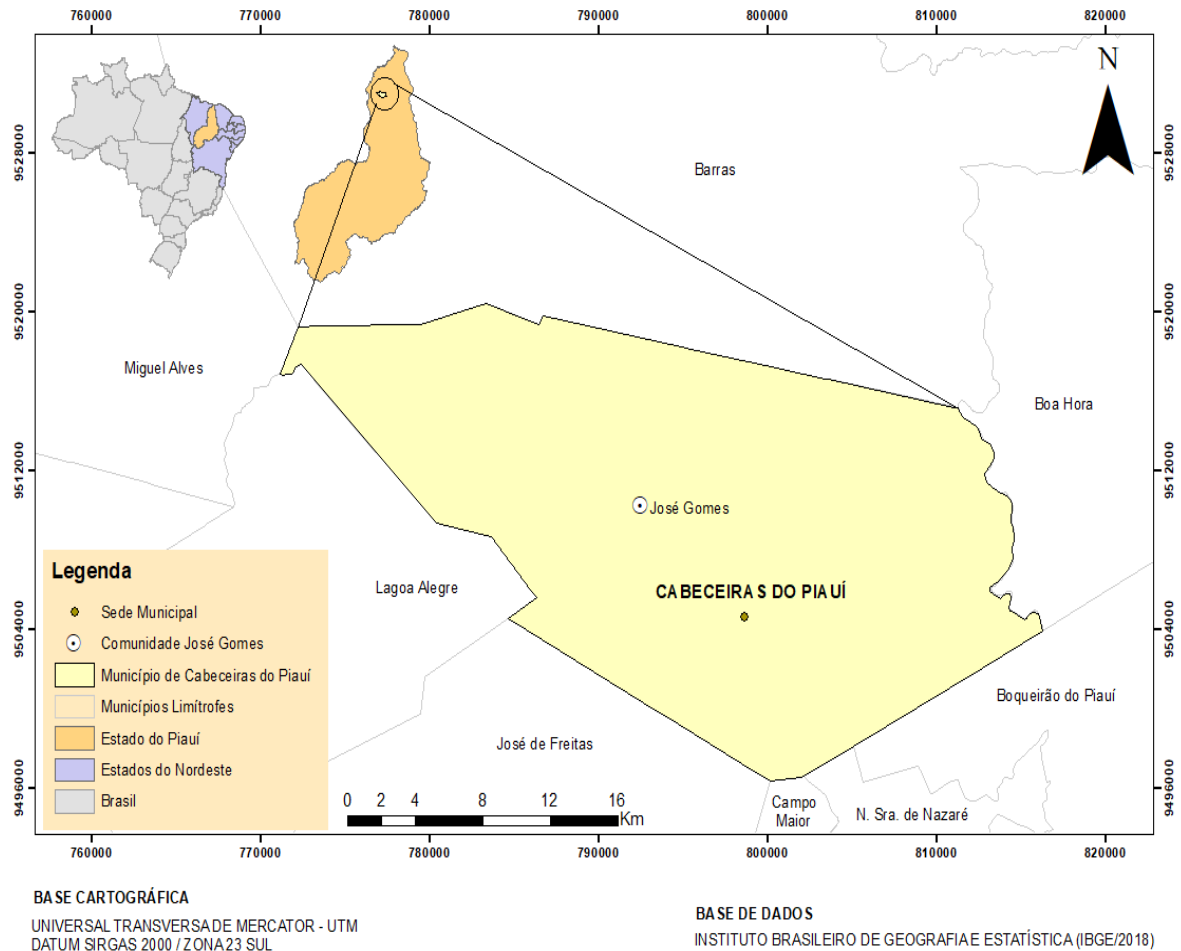 760000 770000 780000 790000 800000 810000 820000
N
9528000
9528000
Barras
9520000
9520000
Miguel Alves
Boa Hora
9512000
9512000
José Gomes
Lagoa Alegre
CABECEIRAS DO PIAUÍ
9504000
9504000
Boqueirão do Piauí
José de Freitas
Campo
Maior
N. Sra. de Nazaré
9496000
9496000
Legenda
Sede Municipal
Comunidade José Gomes
Município de Cabeceiras do Piauí
Municípios Limítrofes
Estado do Piauí
Estados do Nordeste
Brasil
0 2 4 8 12 16
Km
760000 770000 780000 790000 800000 810000 820000
BASE CARTOGRÁFICA
UNIVERSAL TRANSVERSA DE MERCATOR - UTM
DATUM SIRGAS 2000 / ZONA 23 SUL
BASE DE DADOS
INSTITUTO BRASILEIRO DE GEOGRAFIA E ESTATÍSTICA (IBGE/2018)